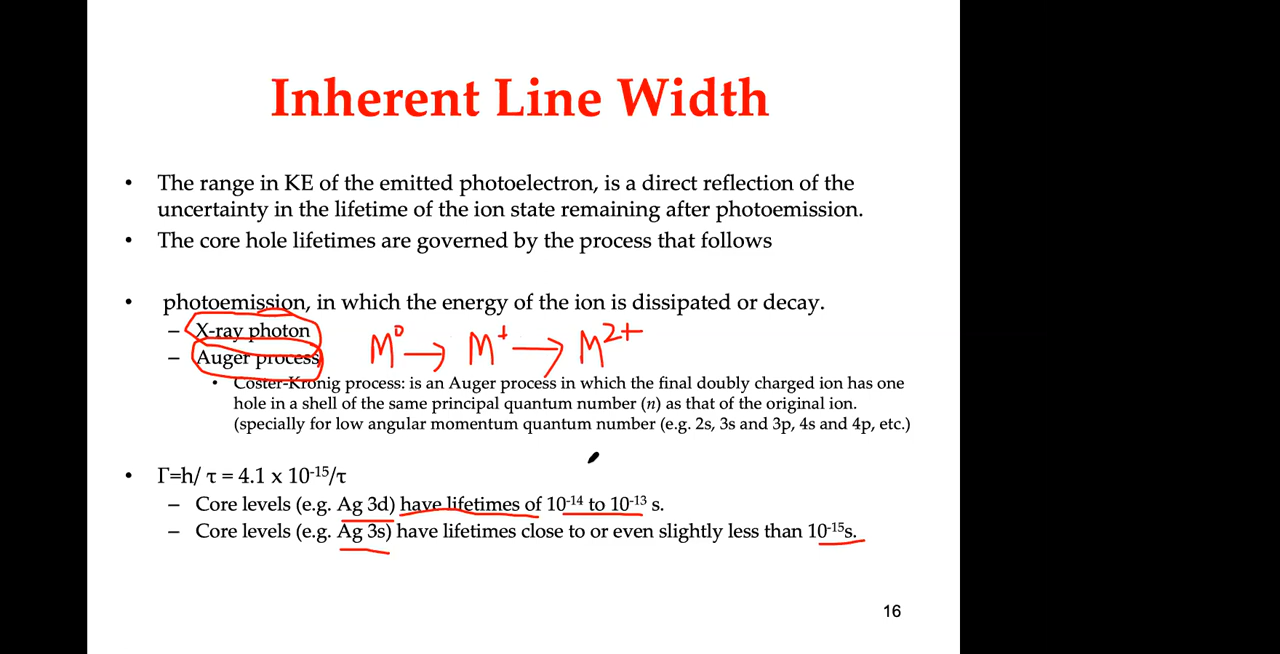 Inherent Line Width
• The range in KE of the emitted photoelectron, is a direct reflection of the
uncertainty in the lifetime of the ion state remaining after photoemission.
• The core hole lifetimes are governed by the process that follows
• photoemission, in which the energy of the ion is dissipated or decay.
– X-ray photon
M⁰ → M⁺ → M²⁺
– Auger process
• Coster-Kronig process: is an Auger process in which the final doubly charged ion has one
hole in a shell of the same principal quantum number (n) as that of the original ion.
(specially for low angular momentum quantum number (e.g. 2s, 3s and 3p, 4s and 4p, etc.)
• Γ=h/ τ = 4.1 x 10⁻¹⁵/τ
– Core levels (e.g. Ag 3d) have lifetimes of 10⁻¹⁴ to 10⁻¹³ s.
– Core levels (e.g. Ag 3s) have lifetimes close to or even slightly less than 10⁻¹⁵s.
16